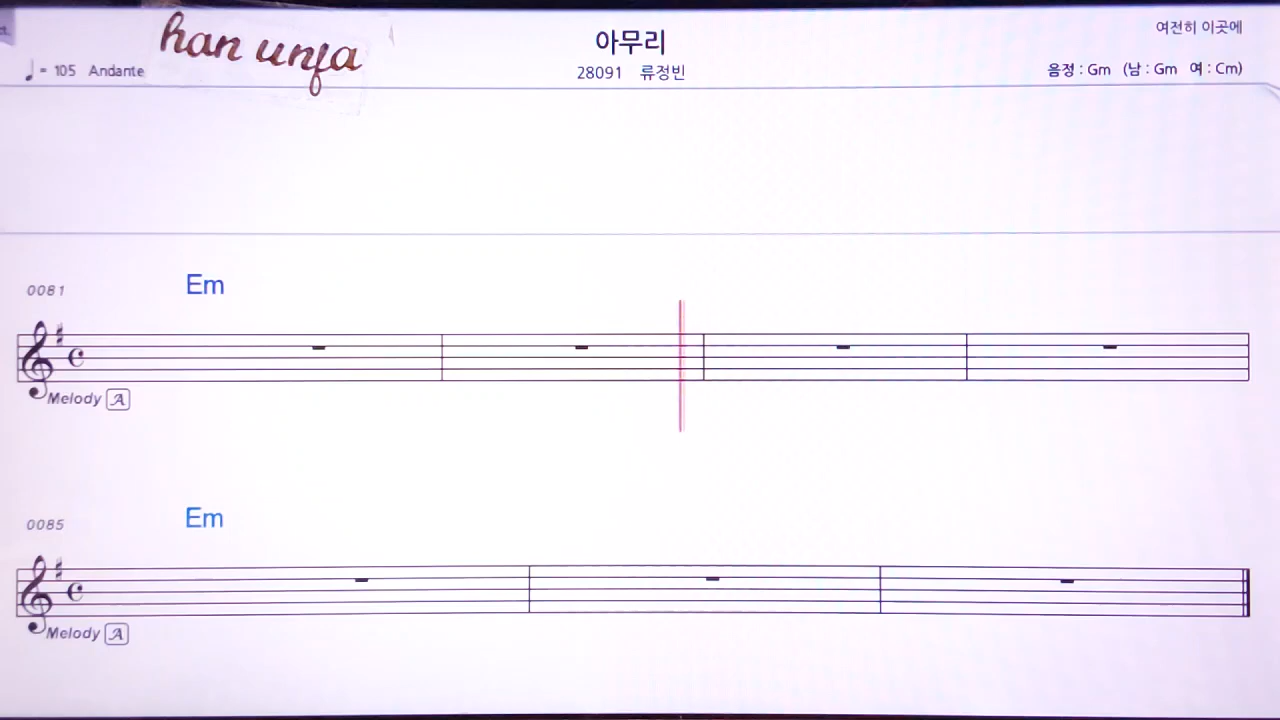 han unfa
아무리
여전히 이곳에
= 105 Andante
28091 류정빈
음정 : Gm (남 : Gm 여 : Cm)
0081
Em
Melody A
0085
Em
Melody A